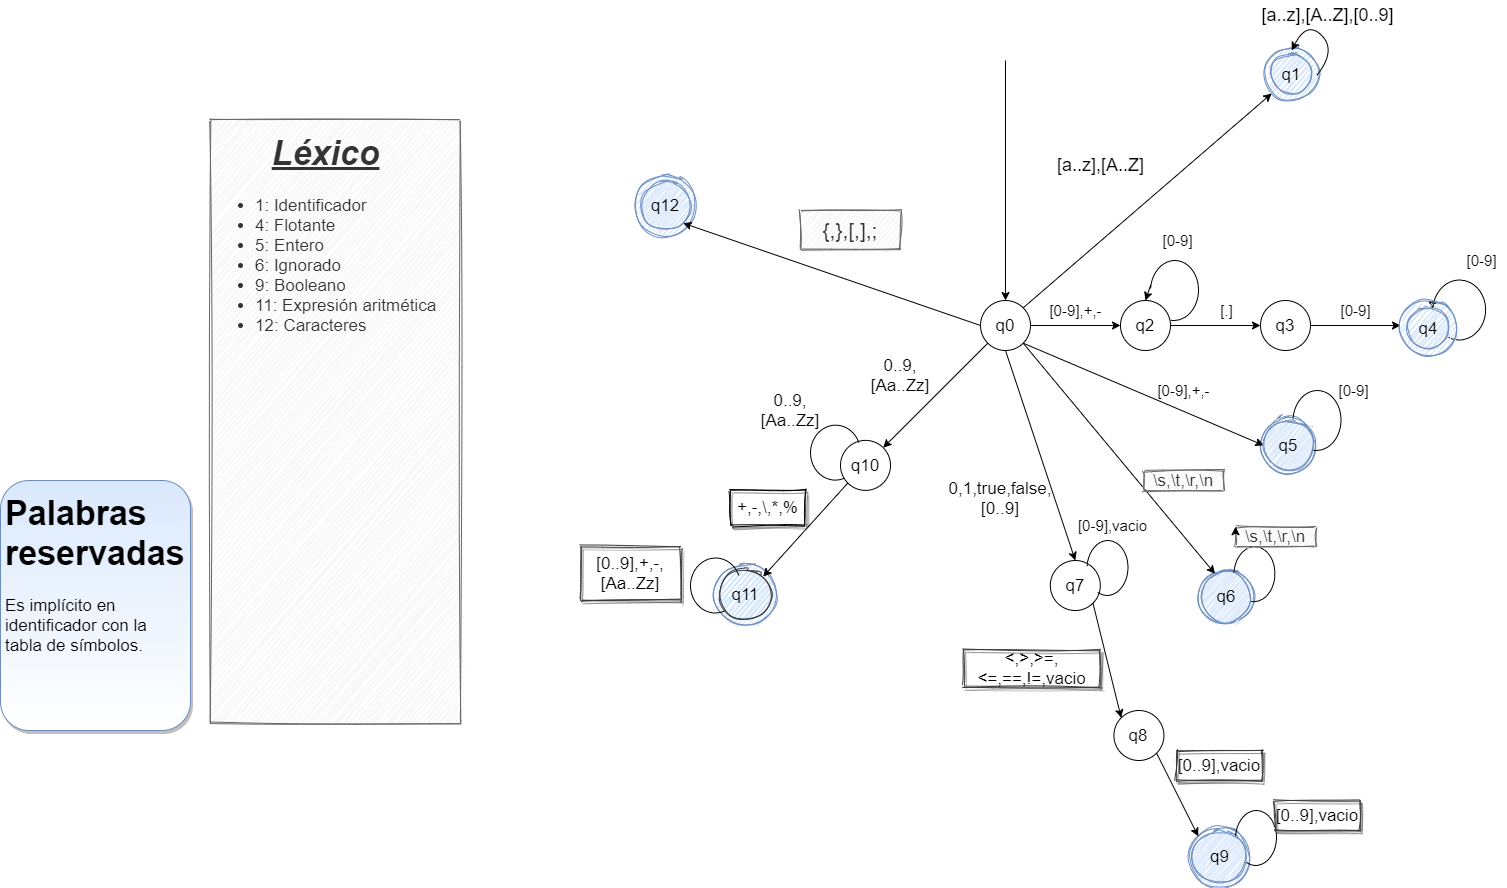 Léxico
1: Identificador
4: Flotante
5: Entero
6: Ignorado
9: Booleano
11: Expresión aritmética
12: Caracteres
Palabras
reservadas
Es implícito en
identificador con la
tabla de símbolos.
[a..z],[A..Z],[0..9]
q1
[a..z],[A..Z]
q12
{,},[,],;
[0-9]
[0-9]
q0
[0-9],+,-
q2
[.]
q3
[0-9]
q4
0..9,
[Aa..Zz]
[0-9],+,-
[0-9]
q5
0..9,
[Aa..Zz]
q10
\s,\t,\r,\n
0,1,true,false,
[0..9]
+,-,\,*,%
[0-9],vacio
\s,\t,\r,\n
[0..9],+,-,
[Aa..Zz]
q11
q7
q6
<,>,>=,
<=,==,!=,vacio
q8
[0..9],vacio
[0..9],vacio
q9